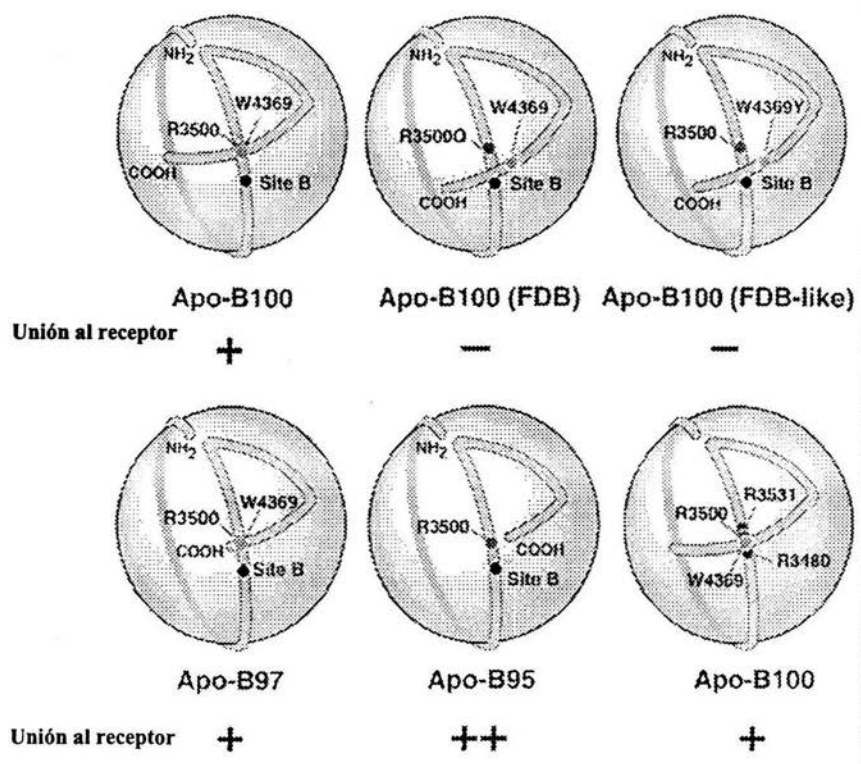 NH2
W4369
R3500
COOH
Site B
NH2
W4369
R3500Q
COOH
Site B
NH2
W4369Y
R3500
COOH
Site B
Apo-B100
Apo-B100 (FDB)
Apo-B100 (FDB-like)
Unión al receptor
+
−
−
NH2
W4369
R3500
COOH
Site B
NH2
R3500
COOH
Site B
NH2
R3531
R3500
W4369
R3480
Apo-B97
Apo-B95
Apo-B100
Unión al receptor
+
++
+